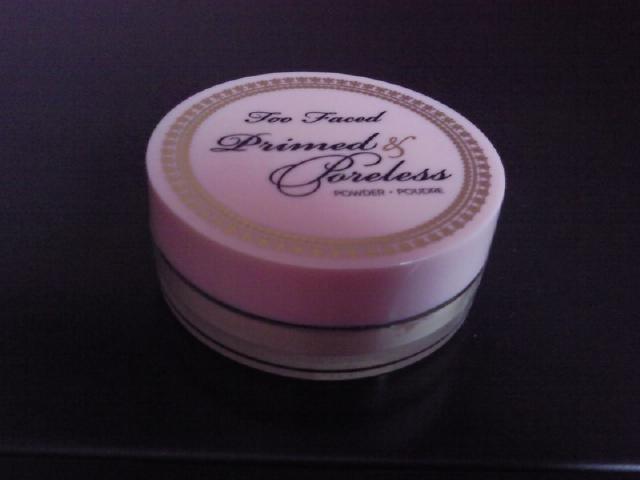 Too Faced
Primed &
Poreless
POWDER • POUDRE